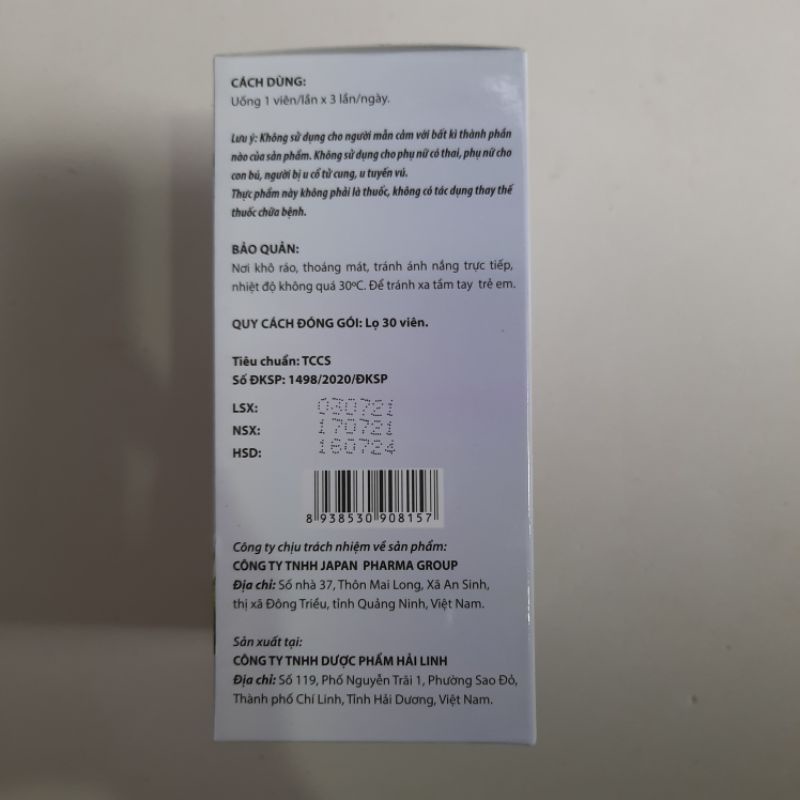 CÁCH DÙNG:
Uống 1 viên/lần x 3 lần/ngày.
Lưu ý: Không sử dụng cho người mẫn cảm với bất kì thành phần
nào của sản phẩm. Không sử dụng cho phụ nữ có thai, phụ nữ cho
con bú, người bị u cổ tử cung, u tuyến vú.
Thực phẩm này không phải là thuốc, không có tác dụng thay thế
thuốc chữa bệnh.
BẢO QUẢN:
Nơi khô ráo, thoáng mát, tránh ánh nắng trực tiếp,
nhiệt độ không quá 30ºC. Để tránh xa tầm tay trẻ em.
QUY CÁCH ĐÓNG GÓI: Lọ 30 viên.
Tiêu chuẩn: TCCS
Số ĐKSP: 1498/2020/ĐKSP
LSX: 030721
NSX: 170721
HSD: 160724
8 938530 908157
Công ty chịu trách nhiệm về sản phẩm:
CÔNG TY TNHH JAPAN PHARMA GROUP
Địa chỉ: Số nhà 37, Thôn Mai Long, Xã An Sinh,
thị xã Đông Triều, tỉnh Quảng Ninh, Việt Nam.
Sản xuất tại:
CÔNG TY TNHH DƯỢC PHẨM HẢI LINH
Địa chỉ: Số 119, Phố Nguyễn Trãi 1, Phường Sao Đỏ,
Thành phố Chí Linh, Tỉnh Hải Dương, Việt Nam.